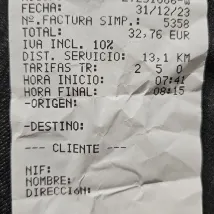 FECHA: 31/12/23
Nº.FACTURA SIMP.: 5358
TOTAL: 32,76 EUR
IVA INCL. 10%
DIST. SERVICIO: 13,1 KM
TARIFAS TR: 2 5 0
HORA INICIO: 07:41
HORA FINAL: 08:15
-ORIGEN:
-DESTINO:
--- CLIENTE ---
NIF:
NOMBRE:
DIRECCIóN: